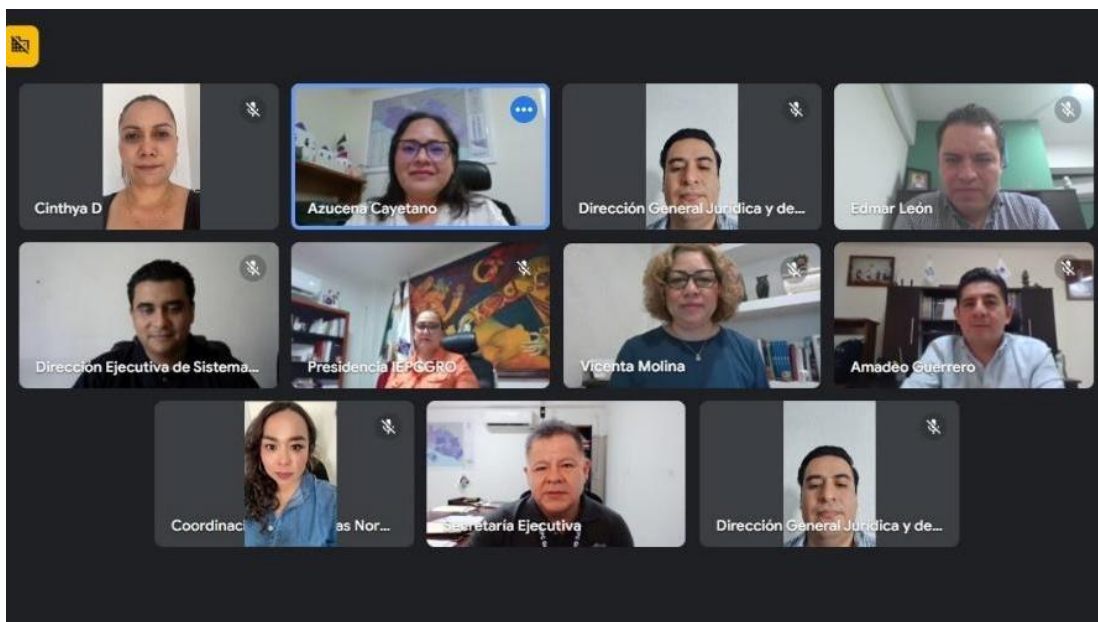 Cinthya D
Azucena Cayetano
Dirección General Jurídica y de...
Edmar León
Dirección Ejecutiva de Sistema...
Presidencia IEPCGRO
Vicenta Molina
Amadeo Guerrero
Coordinac as Nor...
Secretaría Ejecutiva
Dirección General Jurídica y de...